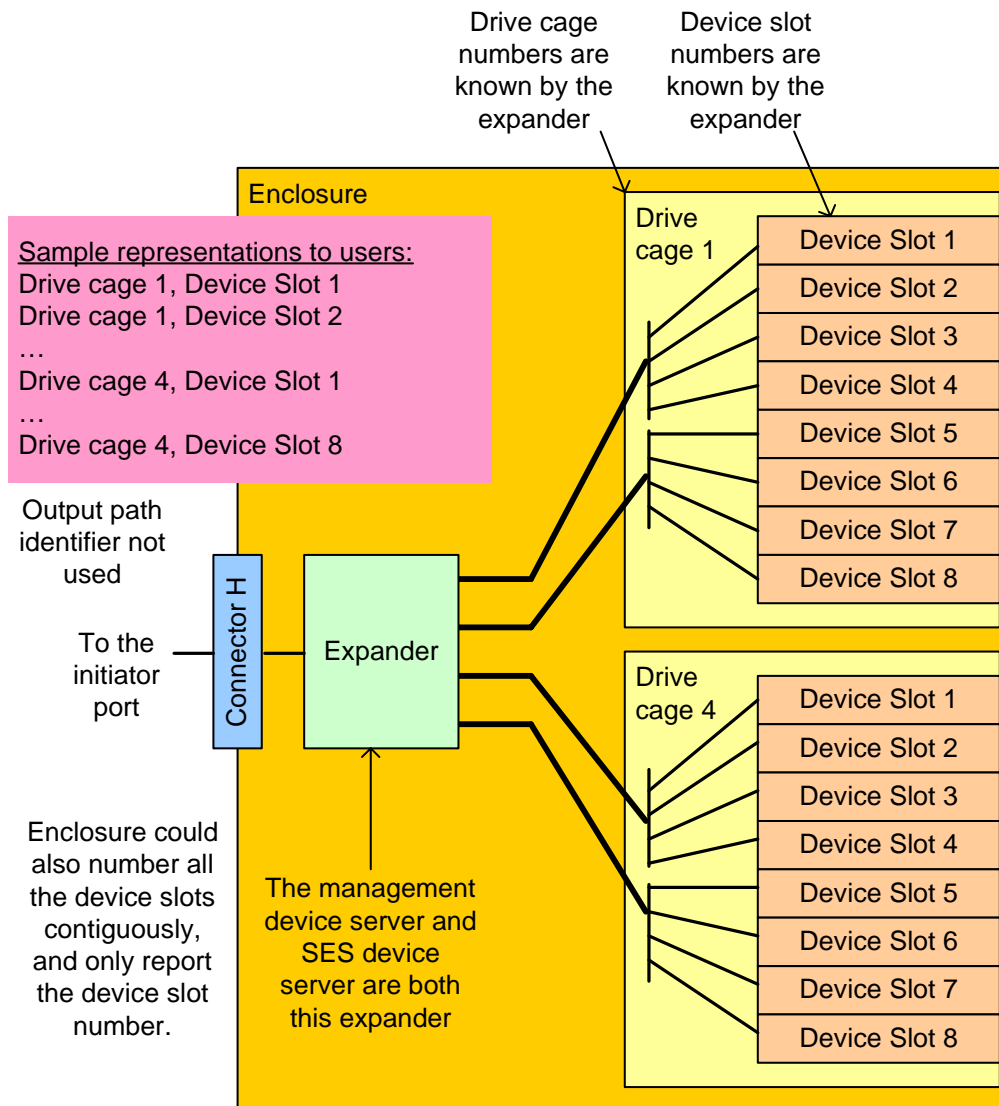 Drive cage
numbers are
known by the
expander
Device slot
numbers are
known by the
expander
Enclosure
Sample representations to users:
Drive cage 1, Device Slot 1
Drive cage 1, Device Slot 2
…
Drive cage 4, Device Slot 1
…
Drive cage 4, Device Slot 8
Drive
cage 1
Device Slot 1
Device Slot 2
Device Slot 3
Device Slot 4
Device Slot 5
Device Slot 6
Device Slot 7
Device Slot 8
Output path
identifier not
used
To the
initiator
port
Connector H
Expander
Drive
cage 4
Device Slot 1
Device Slot 2
Device Slot 3
Device Slot 4
Device Slot 5
Device Slot 6
Device Slot 7
Device Slot 8
Enclosure could
also number all
the device slots
contiguously,
and only report
the device slot
number.
The management
device server and
SES device
server are both
this expander